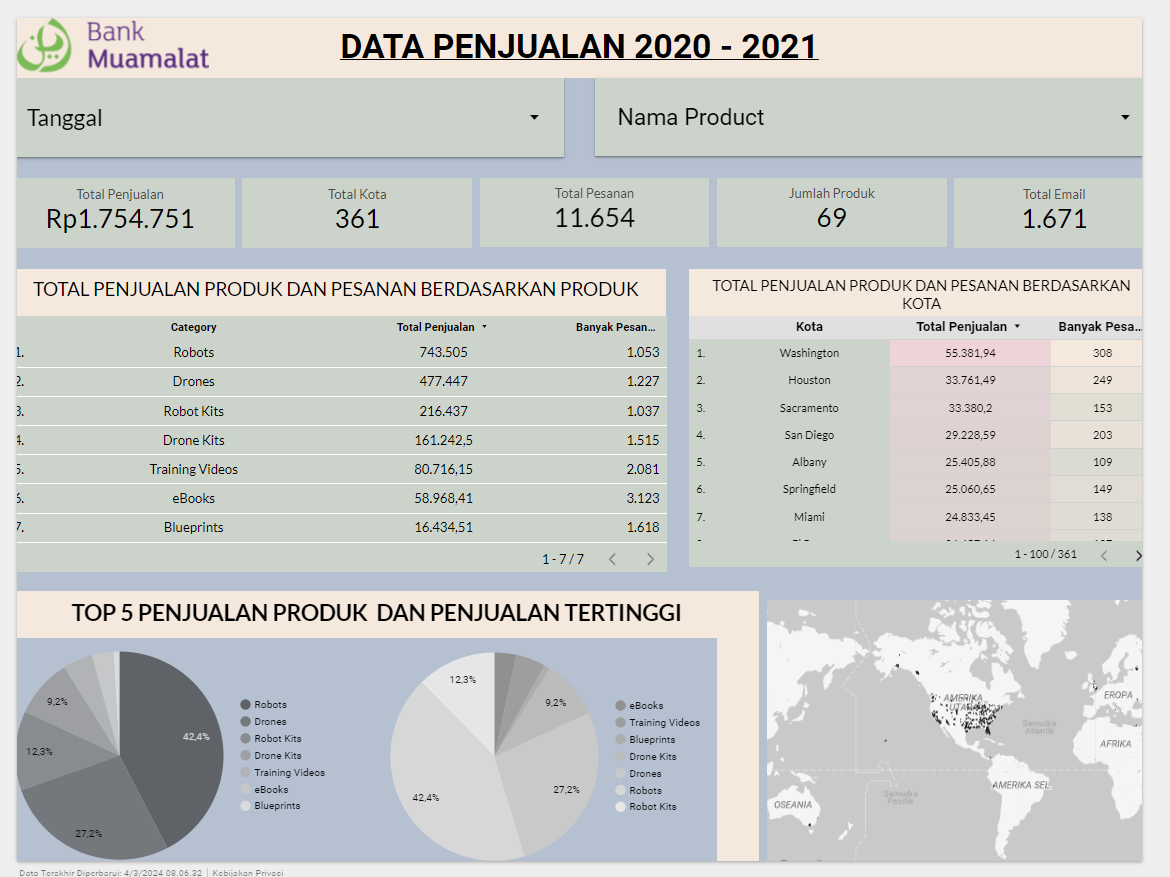 Bank
Muamalat
DATA PENJUALAN 2020 - 2021
Tanggal
Nama Product
Total Penjualan
Rp1.754.751
Total Kota
361
Total Pesanan
11.654
Jumlah Produk
69
Total Email
1.671
TOTAL PENJUALAN PRODUK DAN PESANAN BERDASARKAN PRODUK
Category Total Penjualan Banyak Pesan...
1. Robots 743.505 1.053
2. Drones 477.447 1.227
3. Robot Kits 216.437 1.037
4. Drone Kits 161.242,5 1.515
5. Training Videos 80.716,15 2.081
6. eBooks 58.968,41 3.123
7. Blueprints 16.434,51 1.618
1 - 7 / 7
TOTAL PENJUALAN PRODUK DAN PESANAN BERDASARKAN
KOTA
Kota Total Penjualan Banyak Pesa...
1. Washington 55.381,94 308
2. Houston 33.761,49 249
3. Sacramento 33.380,2 153
4. San Diego 29.228,59 203
5. Albany 25.405,88 109
6. Springfield 25.060,65 149
7. Miami 24.833,45 138
1 - 100 / 361
TOP 5 PENJUALAN PRODUK DAN PENJUALAN TERTINGGI
42,4%
27,2%
12,3%
9,2%
Robots
Drones
Robot Kits
Drone Kits
Training Videos
eBooks
Blueprints
12,3%
9,2%
27,2%
42,4%
eBooks
Training Videos
Blueprints
Drone Kits
Drones
Robots
Robot Kits
AMERIKA
UTARA
EROPA
Samudra
Atlantik
AFRIKA
AMERIKA SEL.
Samudra
Pasifik
OSEANIA
Data Terakhir Diperbarui: 4/3/2024 08.06.32 | Kebijakan Privasi